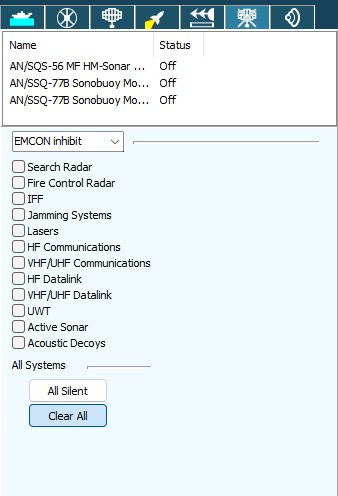 Name Status
AN/SQS-56 MF HM-Sonar ... Off
AN/SSQ-77B Sonobuoy Mo... Off
AN/SSQ-77B Sonobuoy Mo... Off
EMCON inhibit
Search Radar
Fire Control Radar
IFF
Jamming Systems
Lasers
HF Communications
VHF/UHF Communications
HF Datalink
VHF/UHF Datalink
UWT
Active Sonar
Acoustic Decoys
All Systems
All Silent
Clear All